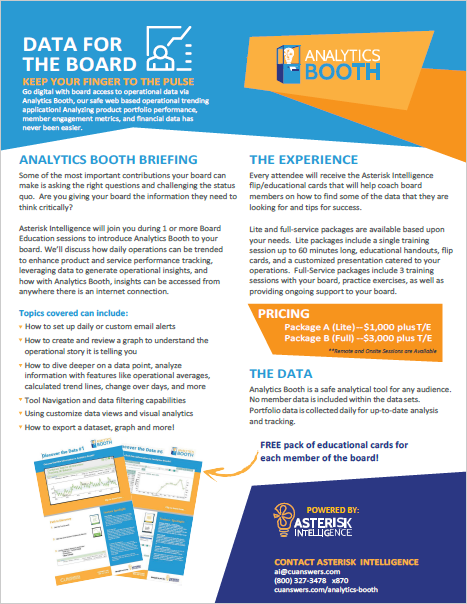 DATA FOR
THE BOARD
KEEP YOUR FINGER TO THE PULSE
Go digital with board access to operational data via
Analytics Booth, our safe web based operational trending
application! Analyzing product portfolio performance,
member engagement metrics, and financial data has
never been easier.
ANALYTICS
BOOTH
ANALYTICS BOOTH BRIEFING
Some of the most important contributions your board can
make is asking the right questions and challenging the status
quo. Are you giving your board the information they need to
think critically?
Asterisk Intelligence will join you during 1 or more Board
Education sessions to introduce Analytics Booth to your
board. We'll discuss how daily operations can be trended
to enhance product and service performance tracking,
leveraging data to generate operational insights, and
how with Analytics Booth, insights can be accessed from
anywhere there is an internet connection.
Topics covered can include:
How to set up daily or custom email alerts
How to create and review a graph to understand the
operational story it is telling you
How to dive deeper on a data point, analyze
information with features like operational averages,
calculated trend lines, change over days, and more
Tool Navigation and data filtering capabilities
Using customize data views and visual analytics
How to export a dataset, graph and more!
THE EXPERIENCE
Every attendee will receive the Asterisk Intelligence
flip/educational cards that will help coach board
members on how to find some of the data that they are
looking for and tips for success.
Lite and full-service packages are available based upon
your needs. Lite packages include a single training
session up to 60 minutes long, educational handouts, flip
cards, and a customized presentation catered to your
operations. Full-Service packages include 3 training
sessions with your board, practice exercises, as well as
providing ongoing support to your board.
PRICING
Package A (Lite)—$1,000 plus T/E
Package B (Full)—$3,000 plus T/E
**Remote and Onsite Sessions are Available
THE DATA
Analytics Booth is a safe analytical tool for any audience.
No member data is included within the data sets.
Portfolio data is collected daily for up-to-date analysis
and tracking.
FREE pack of educational cards for
each member of the board!
Discover the Data #1
BOOTH
Discover the Data #6
BOOTH
POWERED BY:
ASTERISK
INTELLIGENCE
CONTACT ASTERISK INTELLIGENCE
ai@cuanswers.com
(800) 327-3478 x870
cuanswers.com/analytics-booth